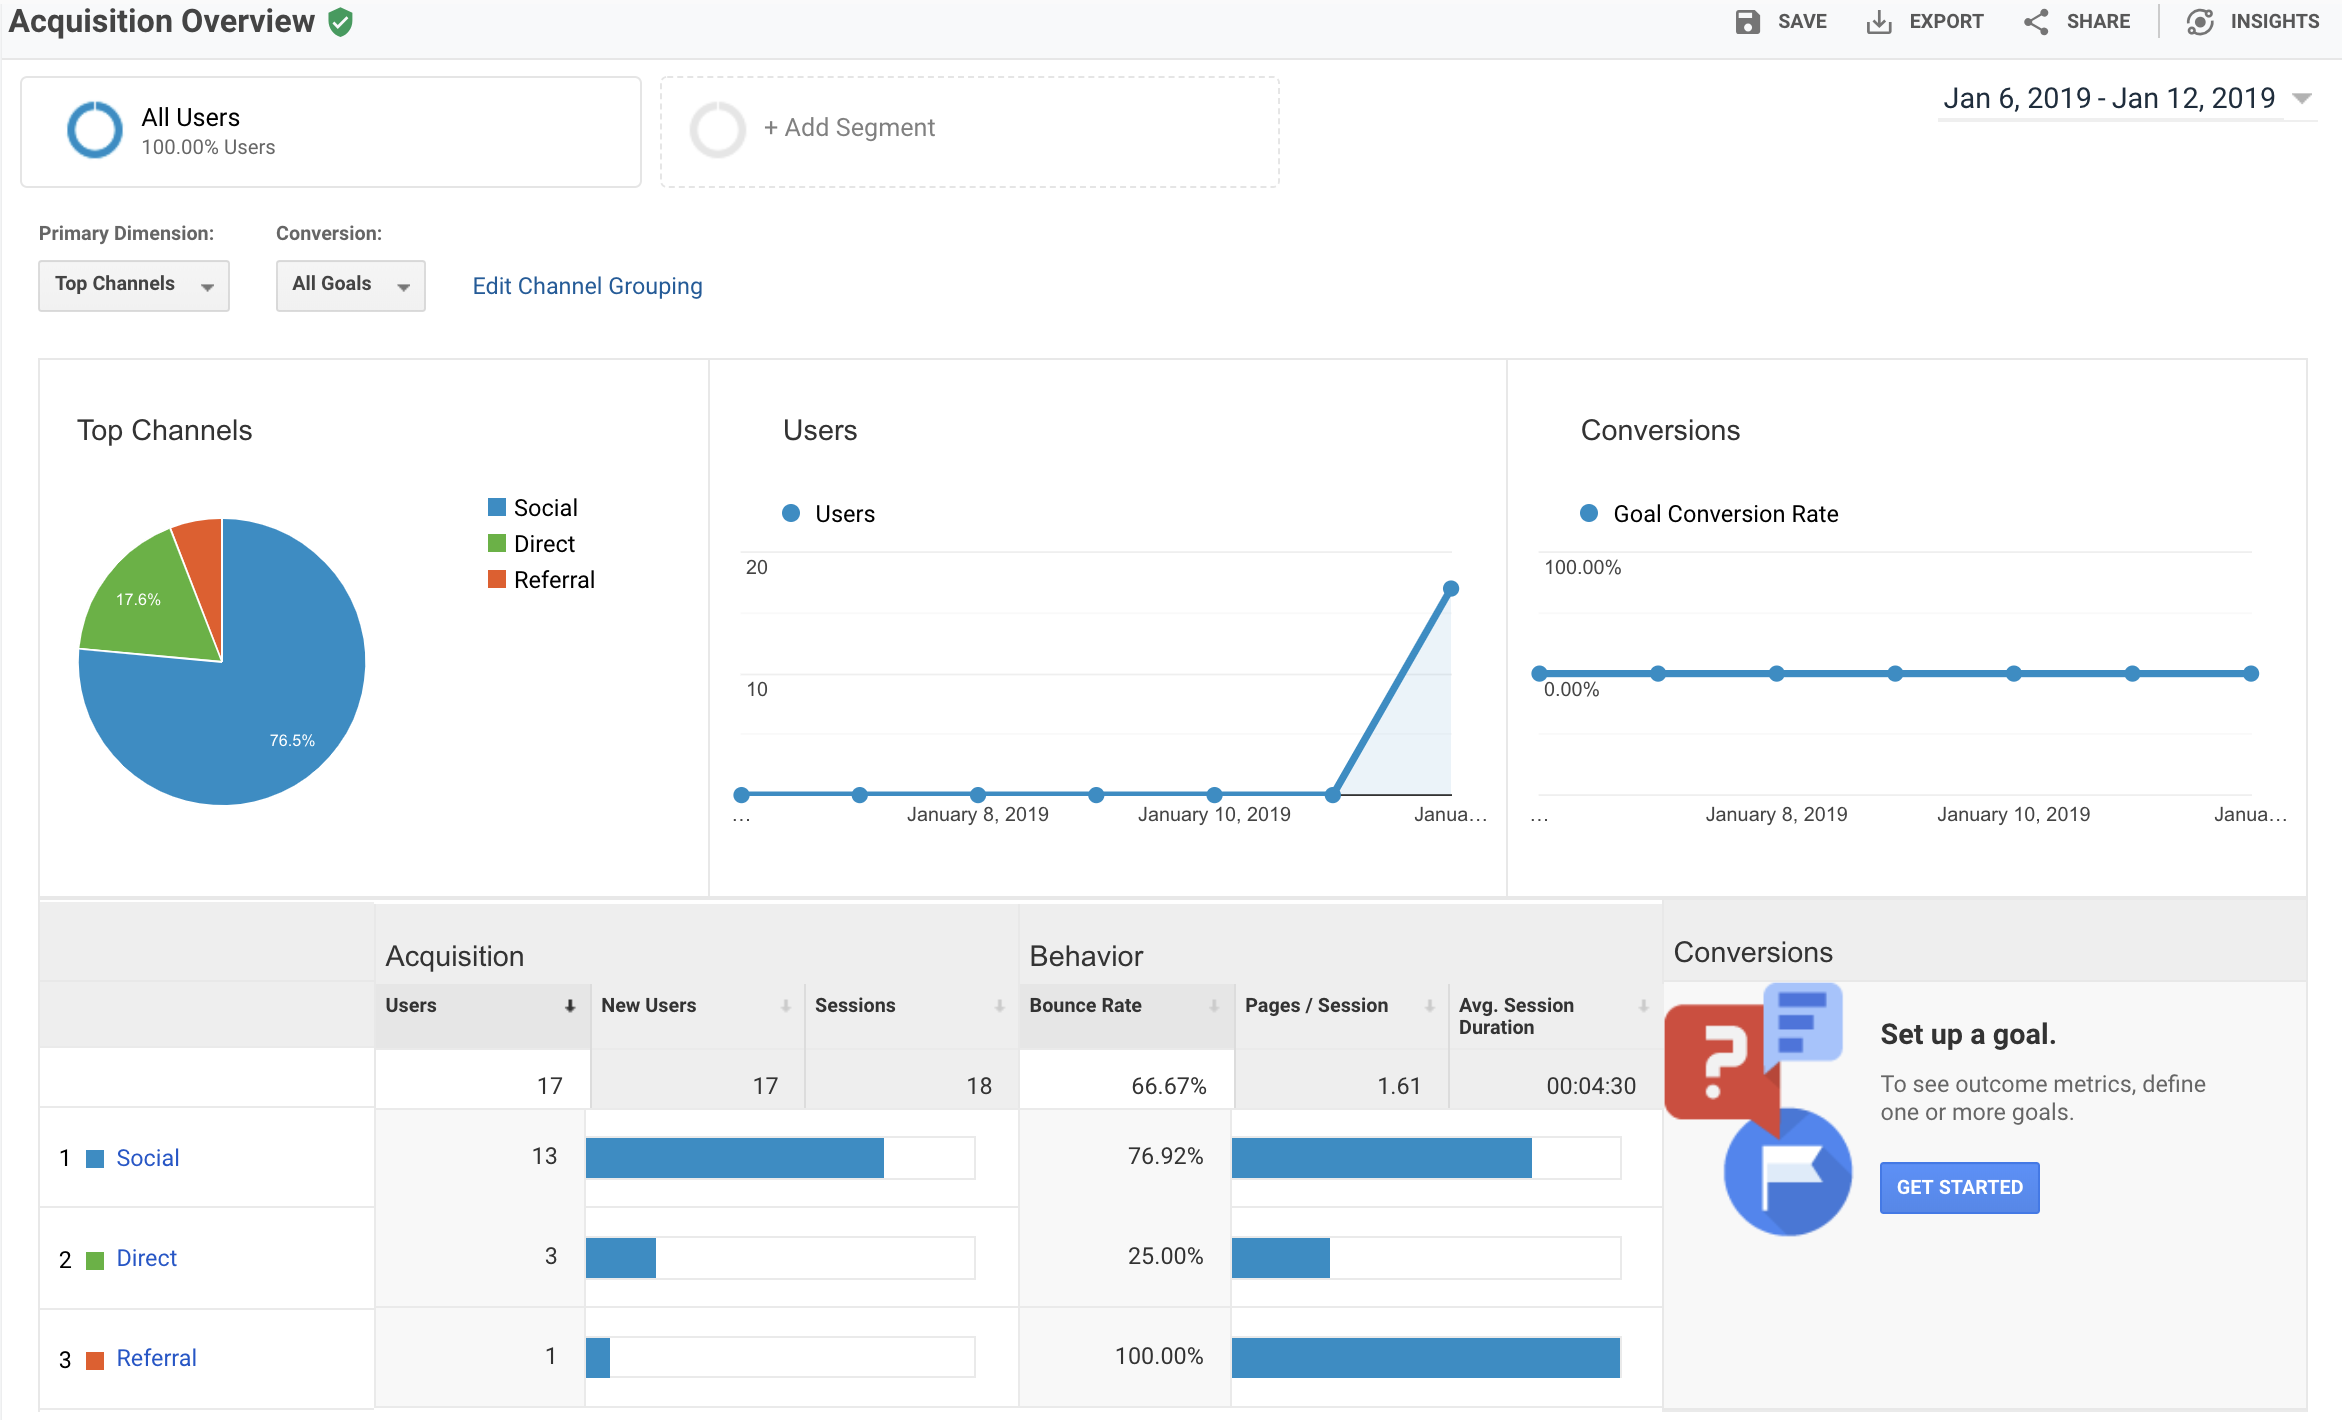 Acquisition Overview
SAVE
EXPORT
SHARE
INSIGHTS
All Users
100.00% Users
+ Add Segment
Jan 6, 2019 - Jan 12, 2019
Primary Dimension:
Conversion:
Top Channels
All Goals
Edit Channel Grouping
Top Channels
Social
Direct
Referral
17.6%
76.5%
Users
Users
20
10
...
January 8, 2019
January 10, 2019
Janua...
Conversions
Goal Conversion Rate
100.00%
0.00%
...
January 8, 2019
January 10, 2019
Janua...
Acquisition
Behavior
Conversions
Users
New Users
Sessions
Bounce Rate
Pages / Session
Avg. Session
Duration
17
17
18
66.67%
1.61
00:04:30
1
Social
13
76.92%
2
Direct
3
25.00%
3
Referral
1
100.00%
?
Set up a goal.
To see outcome metrics, define
one or more goals.
GET STARTED